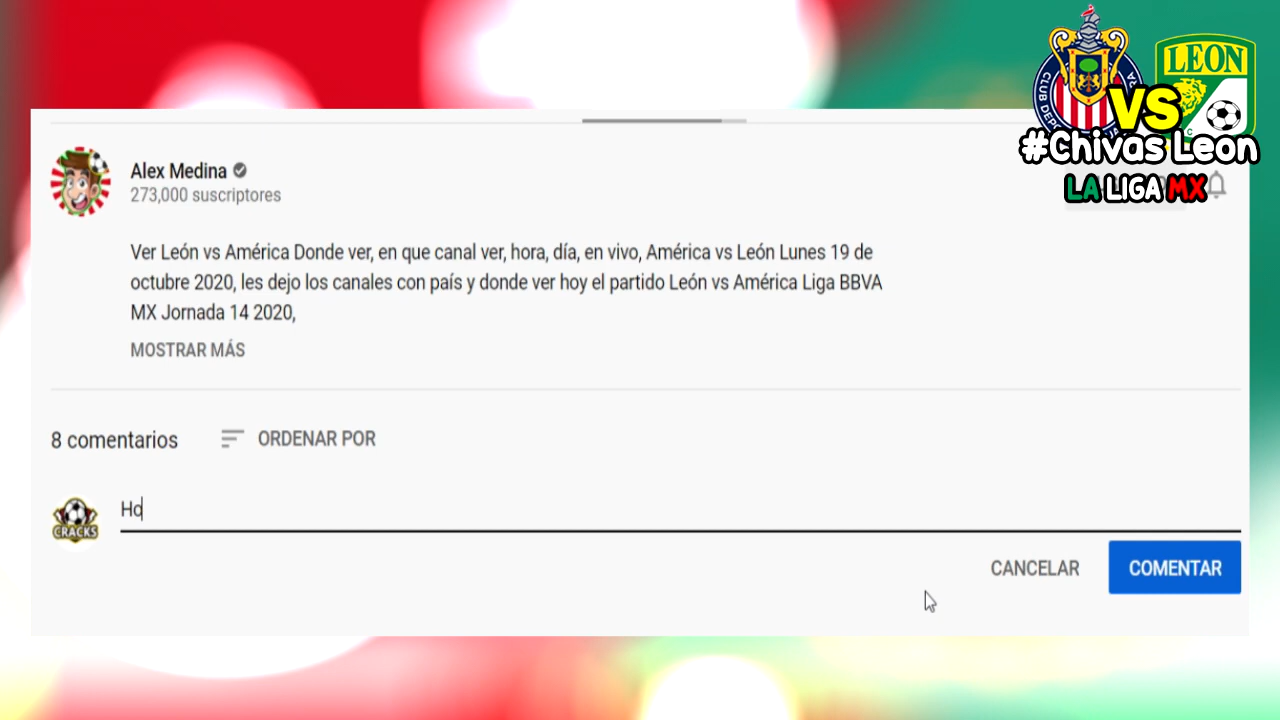 LEON
VS
#Chivas Leon
LA LIGA MX
Alex Medina
273,000 suscriptores
Ver León vs América Donde ver, en que canal ver, hora, día, en vivo, América vs León Lunes 19 de
octubre 2020, les dejo los canales con país y donde ver hoy el partido León vs América Liga BBVA
MX Jornada 14 2020,
MOSTRAR MÁS
8 comentarios
ORDENAR POR
CRACKS
Ho
CANCELAR
COMENTAR